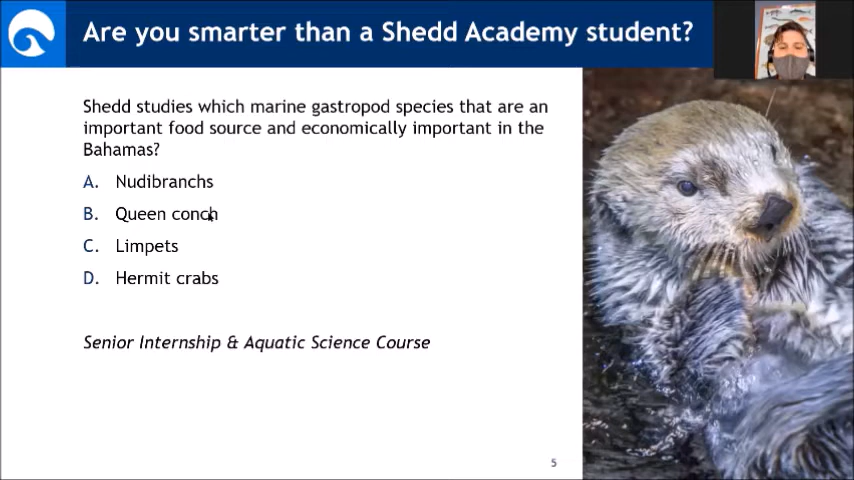 Are you smarter than a Shedd Academy student?
Shedd studies which marine gastropod species that are an
important food source and economically important in the
Bahamas?
A. Nudibranchs
B. Queen conch
C. Limpets
D. Hermit crabs
Senior Internship & Aquatic Science Course
5